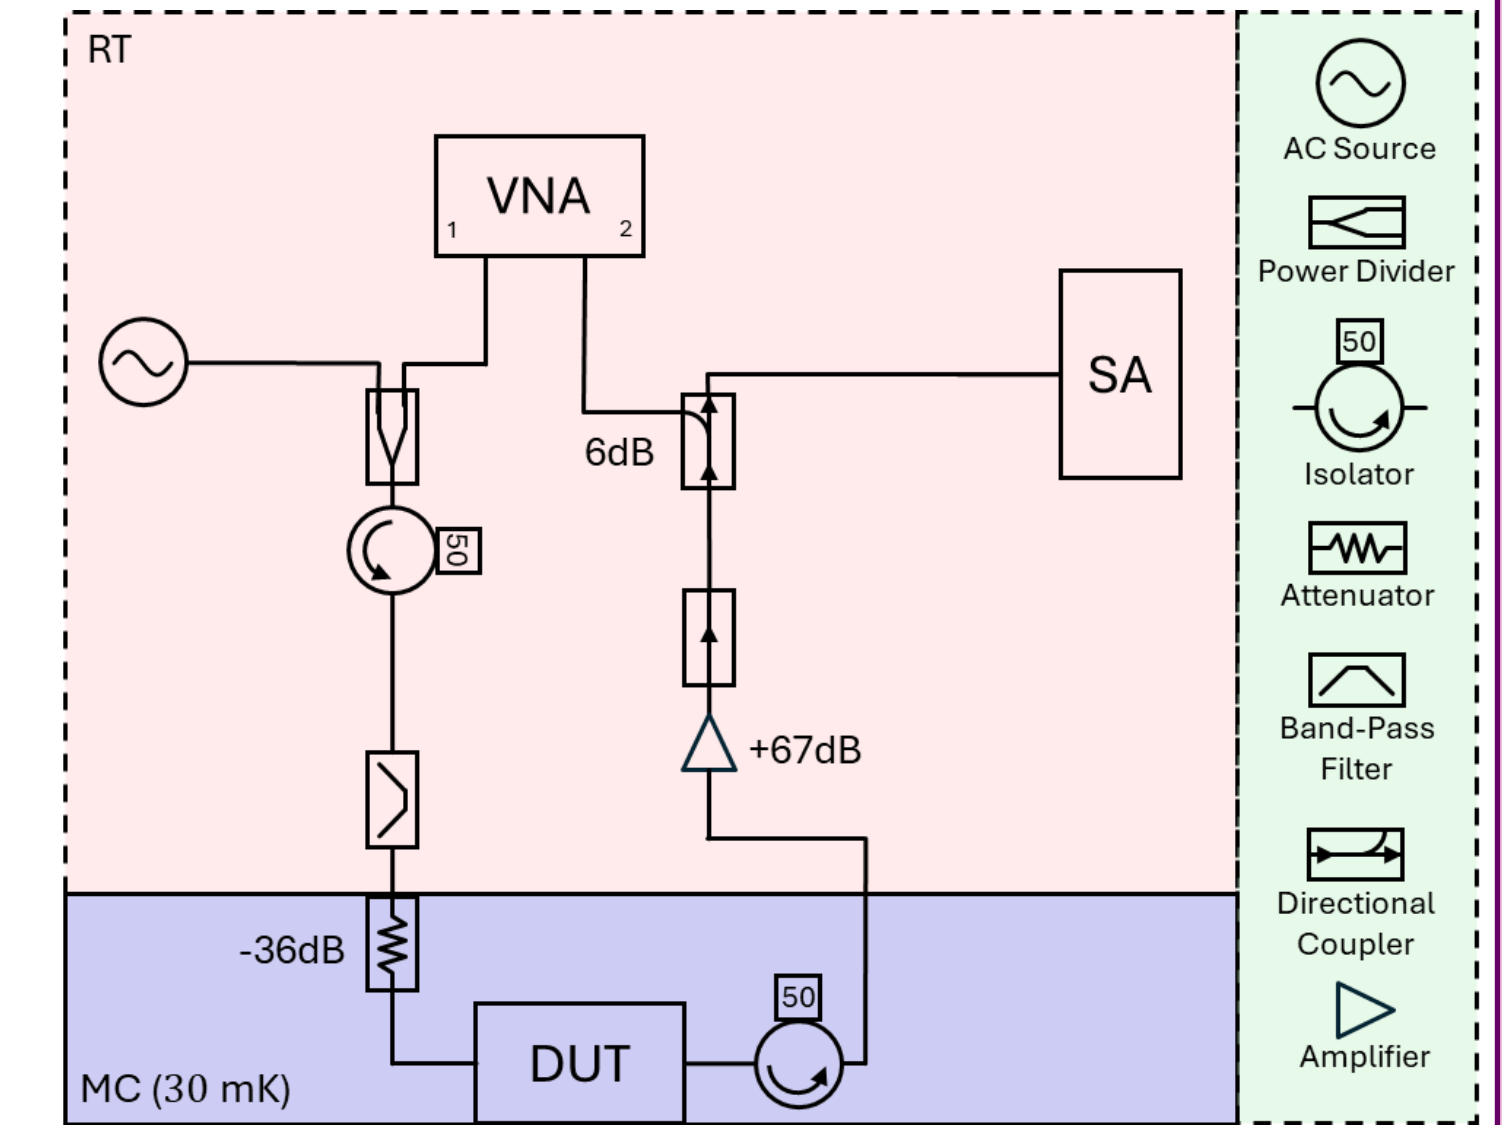 RT
VNA
1
2
SA
6dB
50
+67dB
-36dB
50
DUT
MC (30 mK)
AC Source
Power Divider
50
Isolator
Attenuator
Band-Pass
Filter
Directional
Coupler
Amplifier